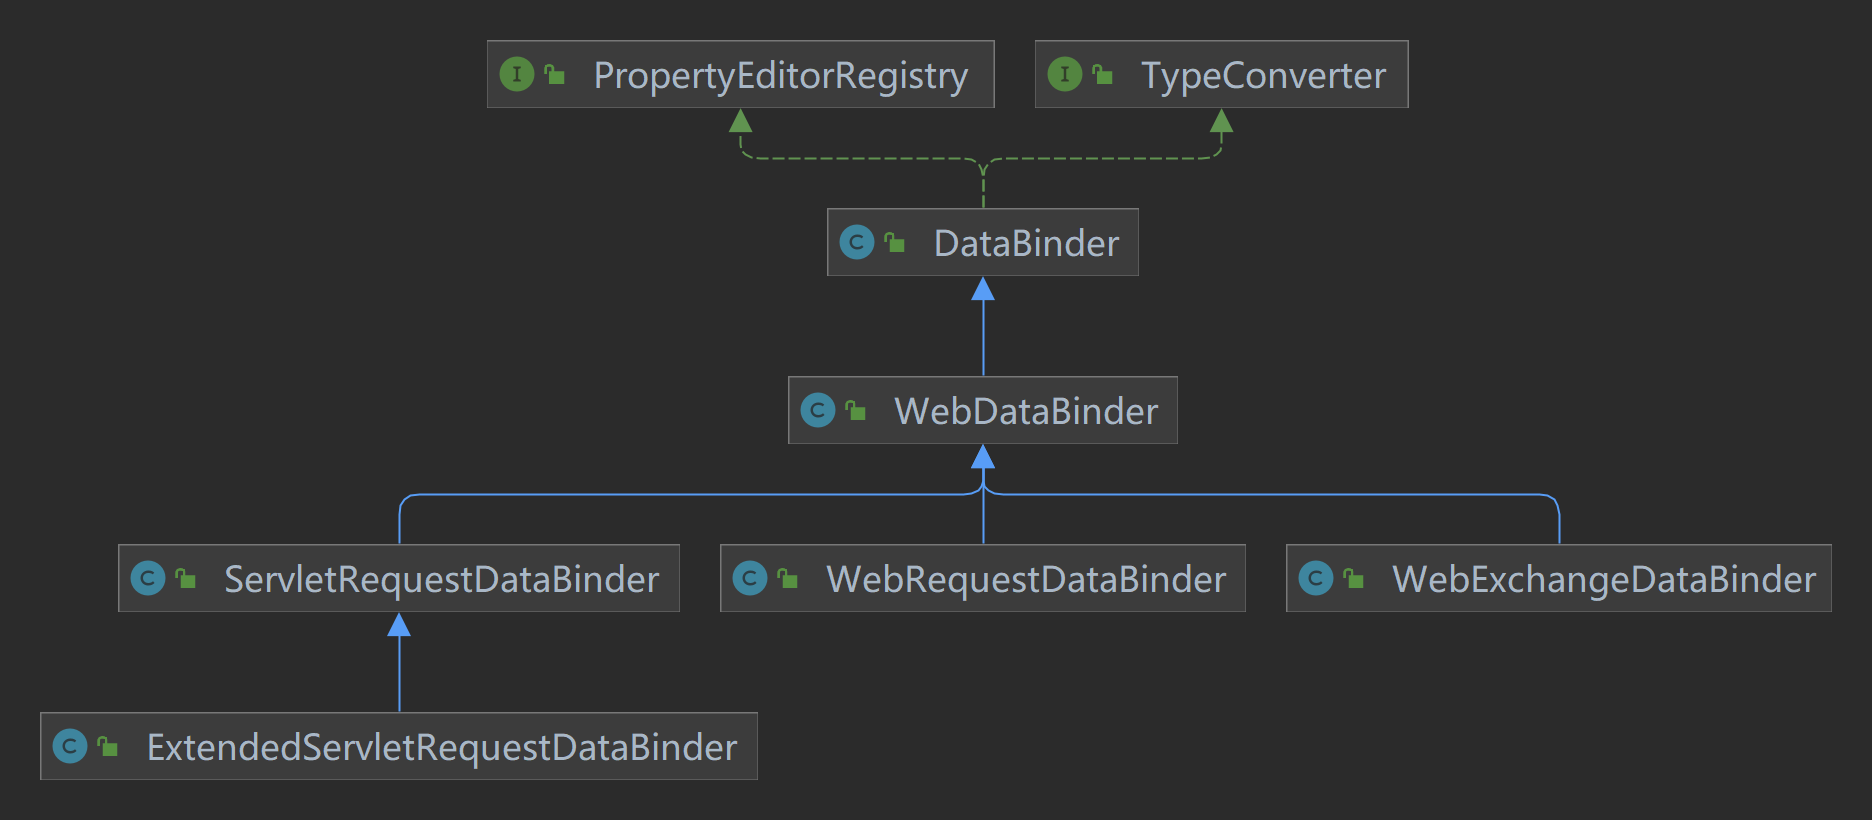 I PropertyEditorRegistry
I TypeConverter
C DataBinder
C WebDataBinder
C ServletRequestDataBinder
C WebRequestDataBinder
C WebExchangeDataBinder
C ExtendedServletRequestDataBinder